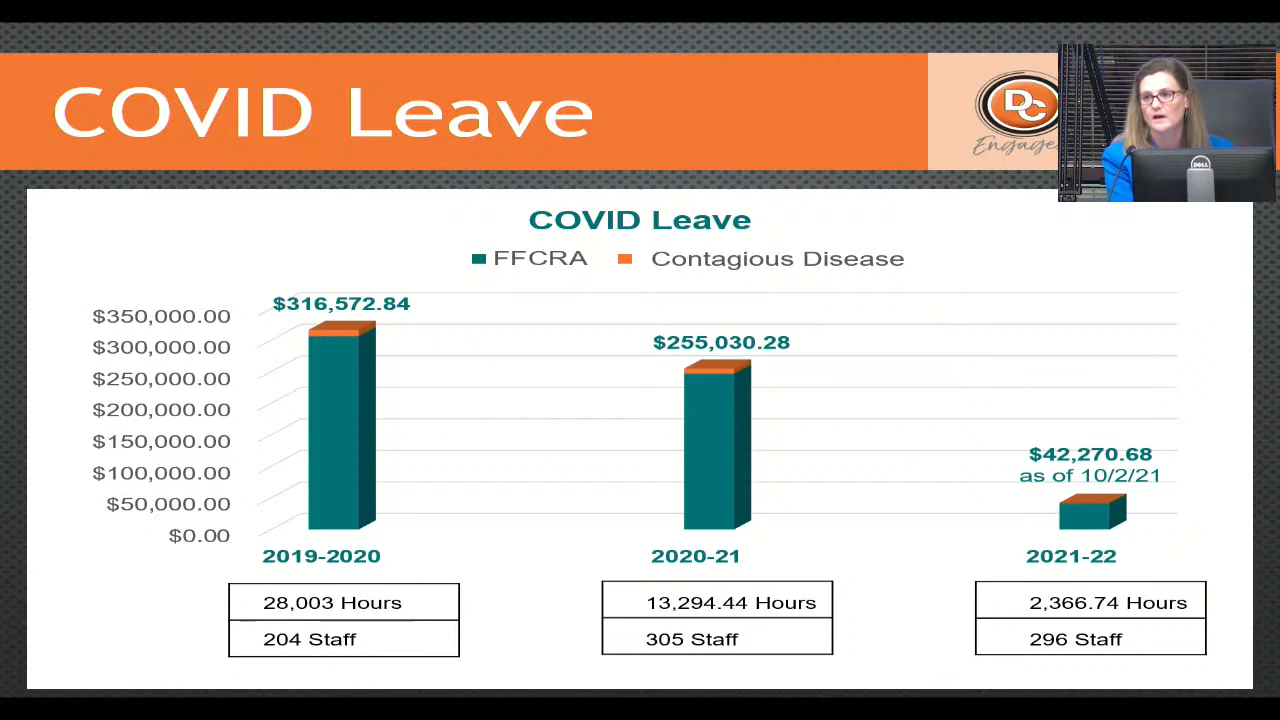 COVID Leave
DC
DELL
COVID Leave
FFCRA Contagious Disease
$350,000.00
$300,000.00
$250,000.00
$200,000.00
$150,000.00
$100,000.00
$50,000.00
$0.00
$316,572.84
$255,030.28
$42,270.68
as of 10/2/21
2019-2020
2020-21
2021-22
28,003 Hours
204 Staff
13,294.44 Hours
305 Staff
2,366.74 Hours
296 Staff